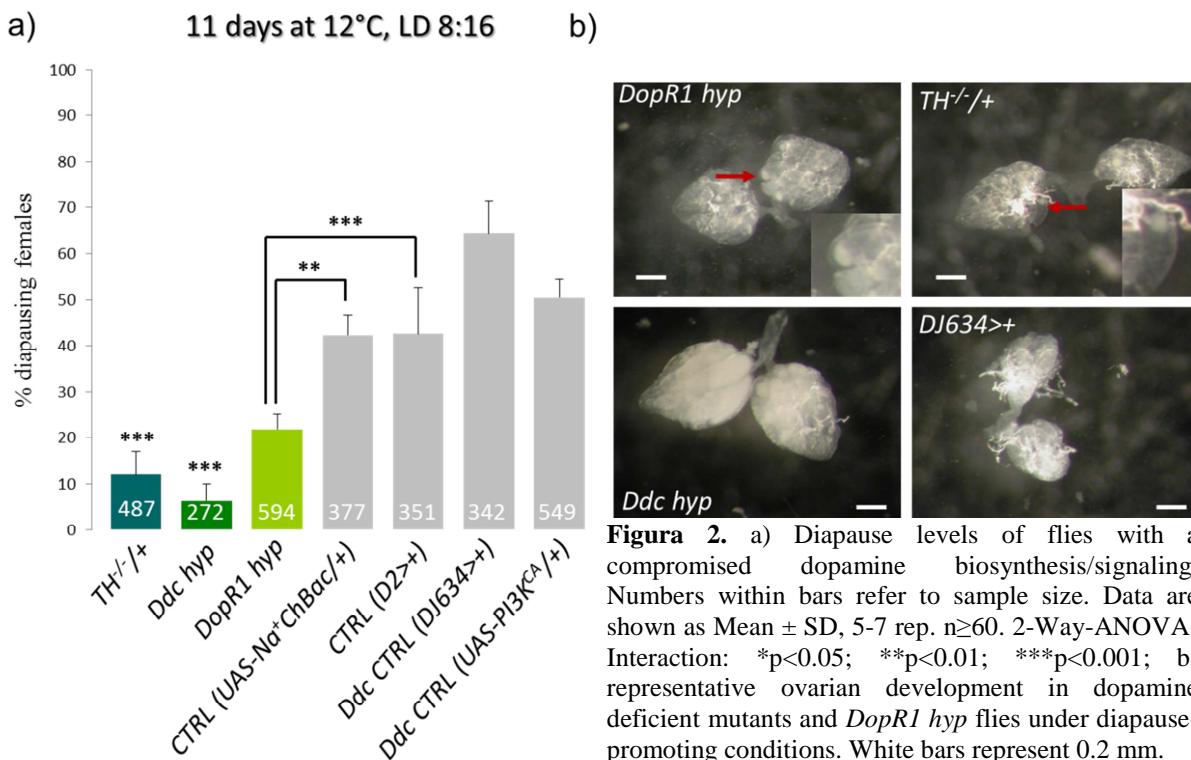 a)
11 days at 12°C, LD 8:16
% diapausing females
100
90
80
70
60
50
40
30
20
10
0
***
***
**
***
487
272
594
377
351
342
549
TH-/-/+
Ddc hyp
DopR1 hyp
CTRL (UAS-Na+ChBac/+)
CTRL (D2>+)
Ddc CTRL (DJ634>+)
Ddc CTRL (UAS-PI3KCA/+)
b)
DopR1 hyp
TH-/-/+
Ddc hyp
DJ634>+
Figura 2. a) Diapause levels of flies with a
compromised dopamine biosynthesis/signaling
Numbers within bars refer to sample size. Data are
shown as Mean ± SD, 5-7 rep. n≥60. 2-Way-ANOVA
Interaction: *p<0.05; **p<0.01; ***p<0.001; b
representative ovarian development in dopamine
deficient mutants and DopR1 hyp flies under diapause
promoting conditions. White bars represent 0.2 mm.